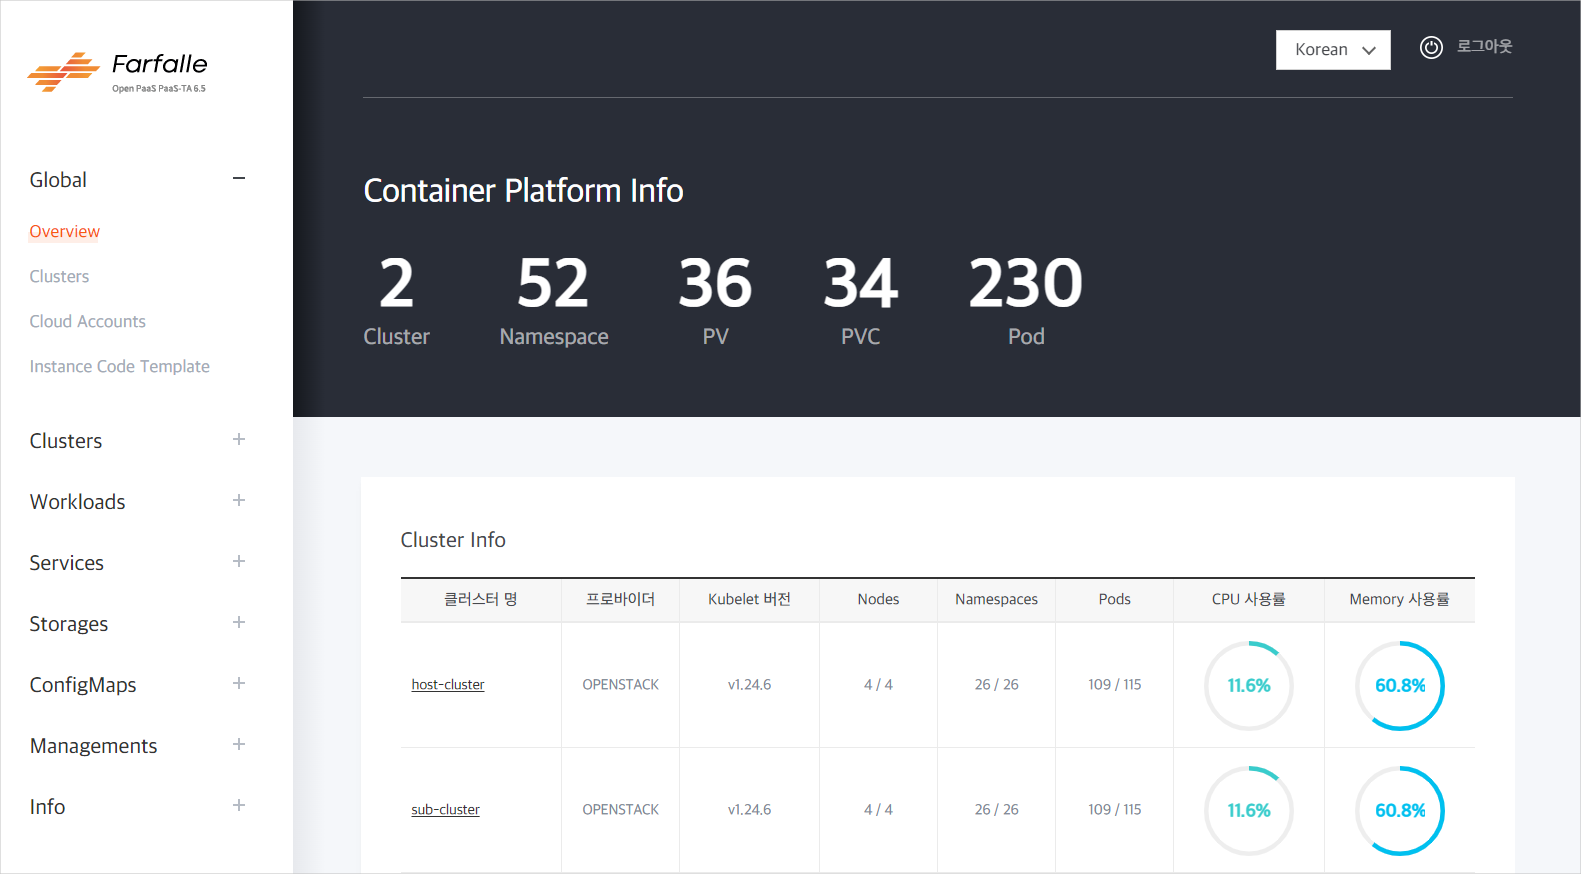 Farfalle
Open PaaS PaaS-TA 6.5
Global
Overview
Clusters
Cloud Accounts
Instance Code Template
Clusters
Workloads
Services
Storages
ConfigMaps
Managements
Info
Korean
로그아웃
Container Platform Info
2 52 36 34 230
Cluster Namespace PV PVC Pod
Cluster Info
클러스터 명 프로바이더 Kubelet 버전 Nodes Namespaces Pods CPU 사용률 Memory 사용률
host-cluster OPENSTACK v1.24.6 4 / 4 26 / 26 109 / 115 11.6% 60.8%
sub-cluster OPENSTACK v1.24.6 4 / 4 26 / 26 109 / 115 11.6% 60.8%